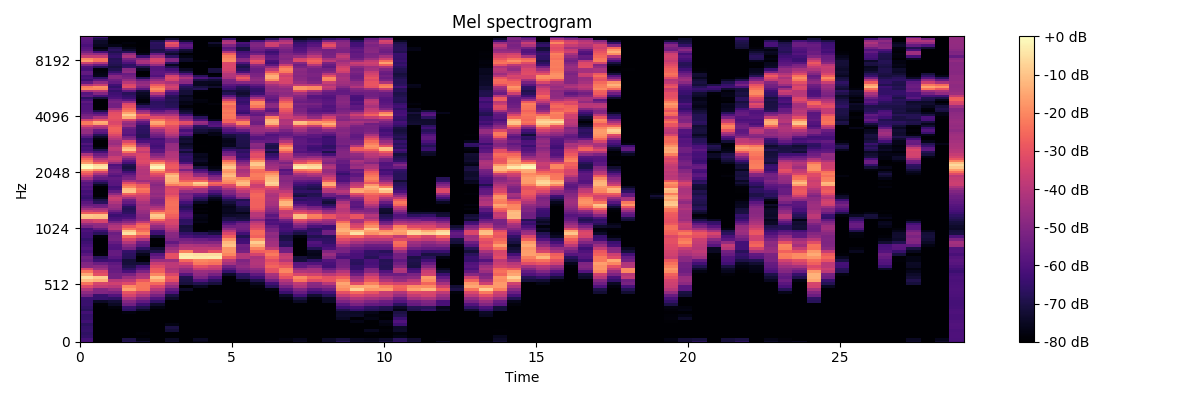 Mel spectrogram
Hz
8192
4096
2048
1024
512
0
0 5 10 15 20 25
Time
+0 dB
-10 dB
-20 dB
-30 dB
-40 dB
-50 dB
-60 dB
-70 dB
-80 dB